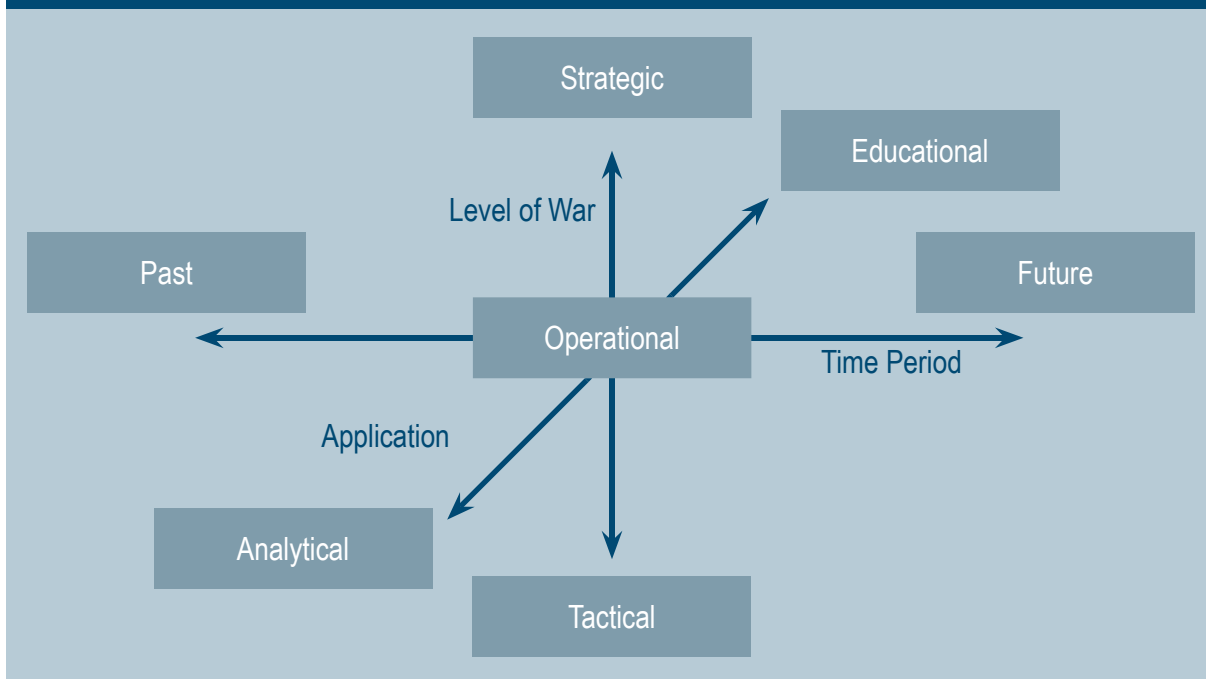 Strategic
Educational
Level of War
Past
Future
Operational
Time Period
Application
Analytical
Tactical